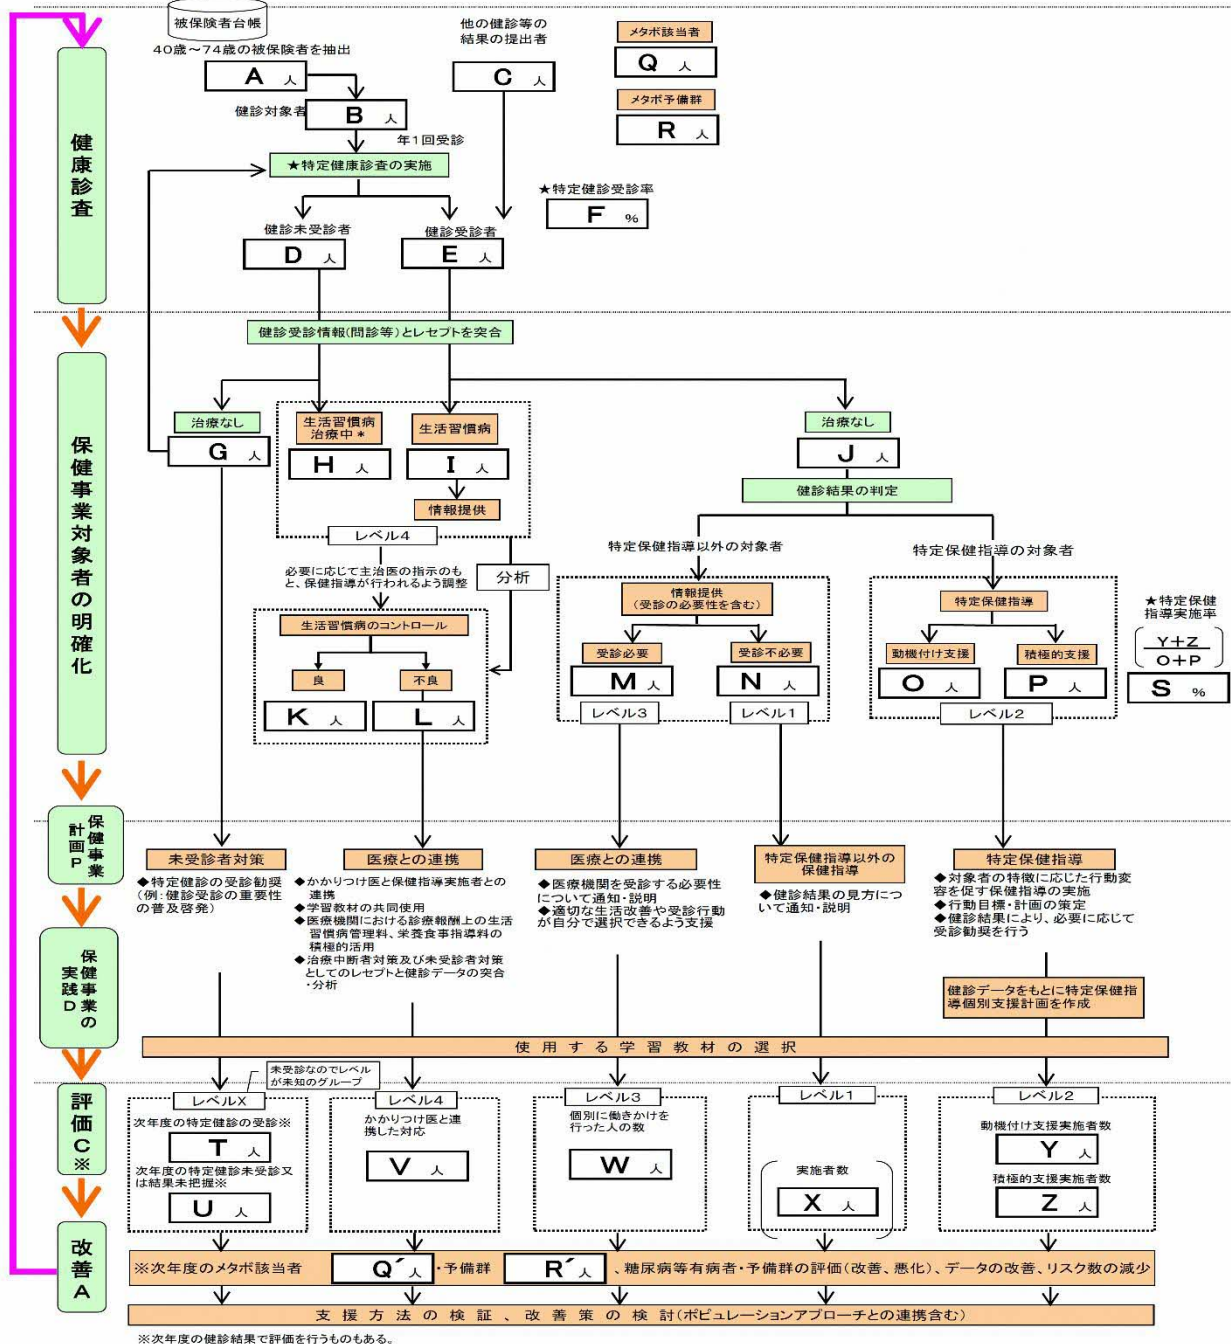 被保険者台帳
40歳~74歳の被保険者を抽出
A 人
健診対象者
B 人
年1回受診
他の健診等の
結果の提出者
C 人
メタボ該当者
Q 人
メタボ予備群
R 人
健康診査
★特定健康診査の実施
★特定健診受診率
F %
健診未受診者
D 人
健診受診者
E 人
健診受診情報(問診等)とレセプトを突合
保健事業対象者の明確化
治療なし
G 人
生活習慣病
治療中*
H 人
生活習慣病
I 人
情報提供
レベル4
治療なし
J 人
健診結果の判定
必要に応じて主治医の指示のも
と、保健指導が行われるよう調整
分析
生活習慣病のコントロール
良
不良
K 人
L 人
特定保健指導以外の対象者
情報提供
(受診の必要性を含む)
受診必要
受診不必要
M 人
N 人
レベル3
レベル1
特定保健指導の対象者
特定保健指導
動機付け支援
積極的支援
O 人
P 人
レベル2
★特定保健
指導実施率
Y+Z
O+P
S %
保健事業
計画P
未受診者対策
◆特定健診の受診勧奨
(例:健診受診の重要性
の普及啓発)
医療との連携
◆かかりつけ医と保健指導実施者との
連携
◆学習教材の共同使用
◆医療機関における診療報酬上の生活
習慣病管理料、栄養食事指導料の
積極的活用
◆治療中断者対策及び未受診者対策
としてのレセプトと健診データの突合
・分析
医療との連携
◆医療機関を受診する必要性
について通知・説明
◆適切な生活改善や受診行動
が自分で選択できるよう支援
特定保健指導以外の
保健指導
◆健診結果の見方につ
いて通知・説明
特定保健指導
◆対象者の特徴に応じた行動変
容を促す保健指導の実施
◆行動目標・計画の策定
◆健診結果により、必要に応じて
受診勧奨を行う
保健事業の
実践D
健診データをもとに特定保健指
導個別支援計画を作成
使用する学習教材の選択
評価C※
未受診なのでレベル
が未知のグループ
レベルX
次年度の特定健診の受診※
T 人
次年度の特定健診未受診又
は結果未把握※
U 人
レベル4
かかりつけ医と連
携した対応
V 人
レベル3
個別に働きかけを
行った人の数
W 人
レベル1
実施者数
X 人
レベル2
動機付け支援実施者数
Y 人
積極的支援実施者数
Z 人
改善A
※次年度のメタボ該当者 Q´人 ・予備群 R´人 、糖尿病等有病者・予備群の評価(改善、悪化)、データの改善、リスク数の減少
支援方法の検証、改善策の検討(ポピュレーションアプローチとの連携含む)
※次年度の健診結果で評価を行うものもある。